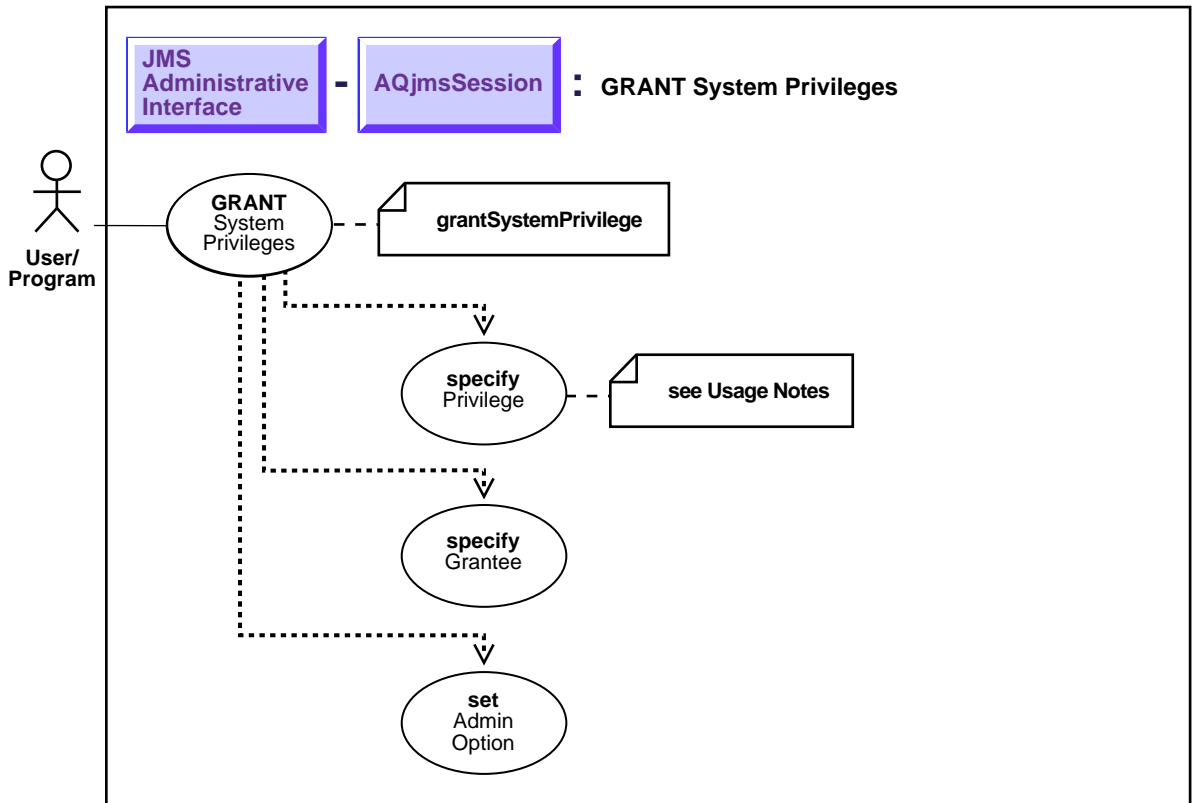 JMS
Administrative
Interface
-
AQjmsSession
: GRANT System Privileges
User/
Program
GRANT
System
Privileges
grantSystemPrivilege
specify
Privilege
see Usage Notes
specify
Grantee
set
Admin
Option